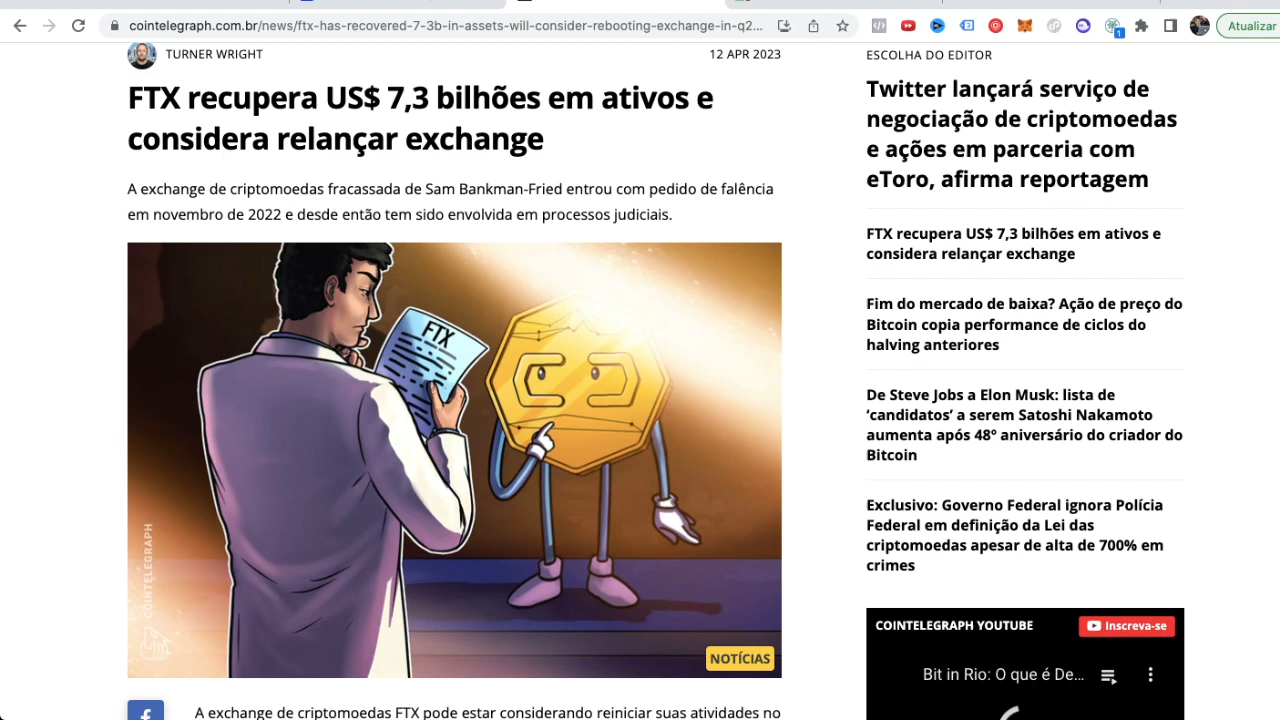 cointelegraph.com.br/news/ftx-has-recovered-7-3b-in-assets-will-consider-rebooting-exchange-in-q2...
1
Atualizar
TURNER WRIGHT
12 APR 2023
FTX recupera US$ 7,3 bilhões em ativos e
considera relançar exchange
A exchange de criptomoedas fracassada de Sam Bankman-Fried entrou com pedido de falência
em novembro de 2022 e desde então tem sido envolvida em processos judiciais.
FTX
COINTELEGRAPH
NOTÍCIAS
A exchange de criptomoedas FTX pode estar considerando reiniciar suas atividades no
ESCOLHA DO EDITOR
Twitter lançará serviço de
negociação de criptomoedas
e ações em parceria com
eToro, afirma reportagem
FTX recupera US$ 7,3 bilhões em ativos e
considera relançar exchange
Fim do mercado de baixa? Ação de preço do
Bitcoin copia performance de ciclos do
halving anteriores
De Steve Jobs a Elon Musk: lista de
‘candidatos’ a serem Satoshi Nakamoto
aumenta após 48º aniversário do criador do
Bitcoin
Exclusivo: Governo Federal ignora Polícia
Federal em definição da Lei das
criptomoedas apesar de alta de 700% em
crimes
COINTELEGRAPH YOUTUBE
Inscreva-se
Bit in Rio: O que é De...